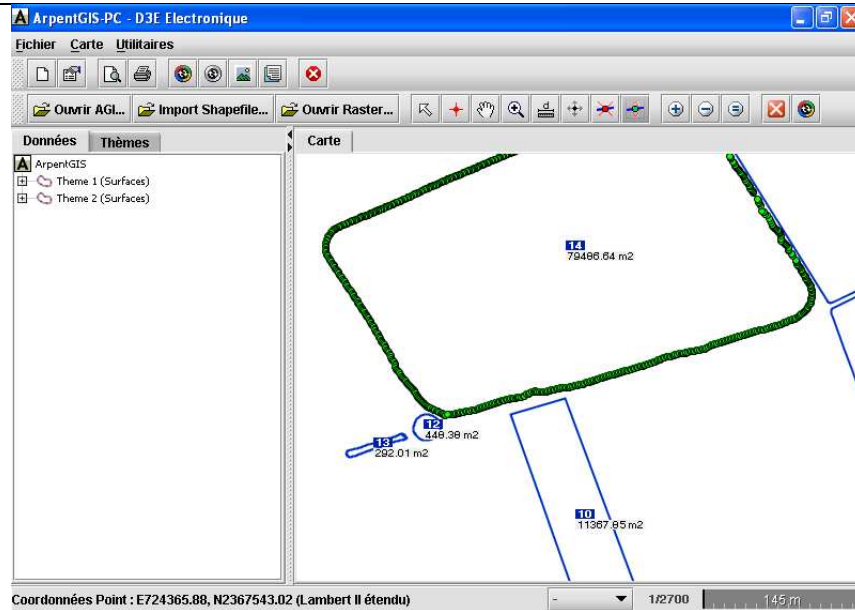 ArpentGIS-PC - D3E Electronique
Fichier Carte Utilitaires
Ouvrir AGI... Import Shapefile... Ouvrir Raster...
Données Thèmes Carte
ArpentGIS
Theme 1 (Surfaces)
Theme 2 (Surfaces)
14
79486.64 m2
12
448.38 m2
13
292.01 m2
10
11367.85 m2
Coordonnées Point : E724365.88, N2367543.02 (Lambert II étendu) - 1/2700 145 m